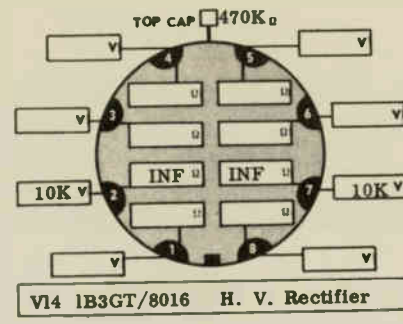 TOP CAP 470K Ω
V V
4 5
Ω Ω
V 3 6 V
Ω Ω
INF Ω INF Ω
10K V 2 7 10K V
Ω Ω
1 8
V V
V14 1B3GT/8016 H. V. Rectifier